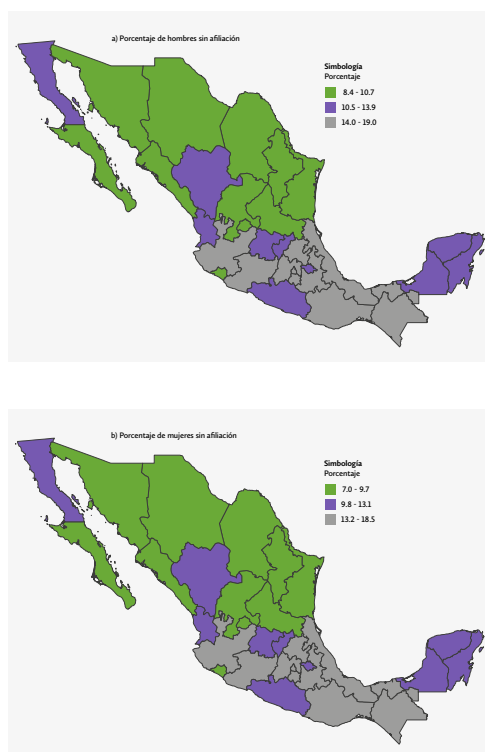 a) Porcentaje de hombres sin afiliación
Simbología
Porcentaje
8.4 - 10.7
10.5 - 13.9
14.0 - 19.0
b) Porcentaje de mujeres sin afiliación
Simbología
Porcentaje
7.0 - 9.7
9.8 - 13.1
13.2 - 18.5